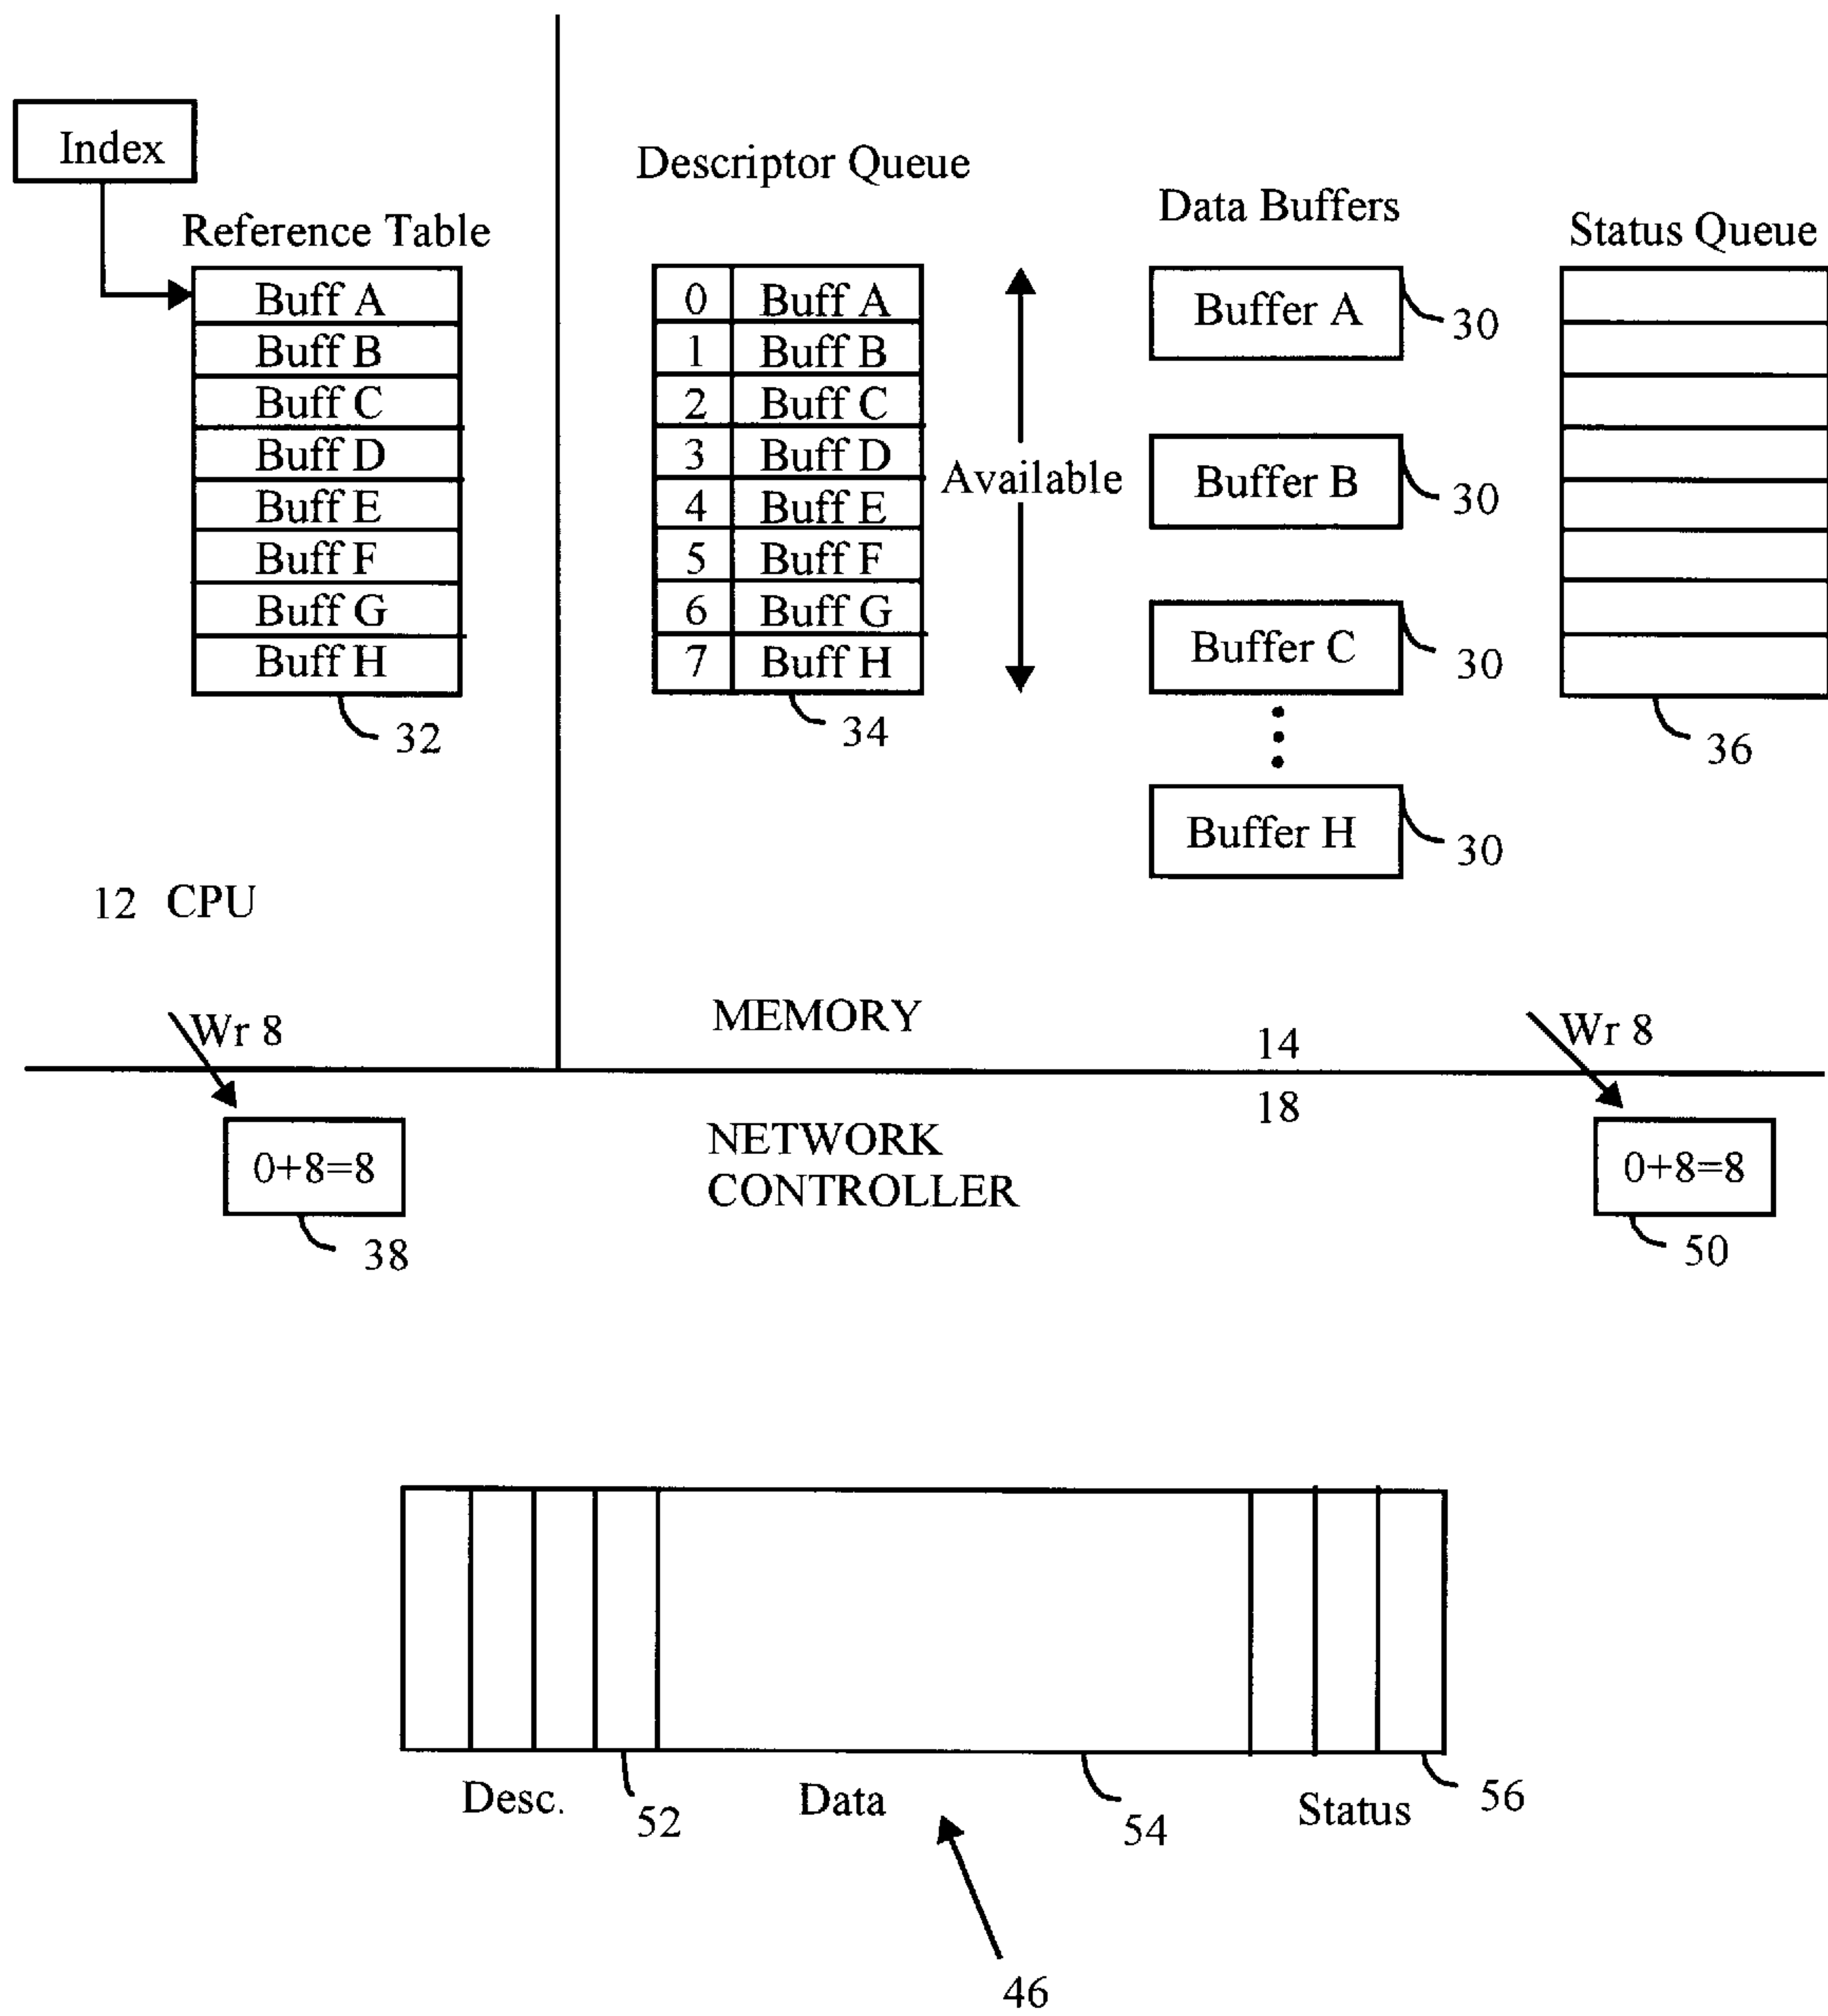 Index
Reference Table
Buff A
Buff B
Buff C
Buff D
Buff E
Buff F
Buff G
Buff H
32
12 CPU
Descriptor Queue
0 Buff A
1 Buff B
2 Buff C
3 Buff D
4 Buff E
5 Buff F
6 Buff G
7 Buff H
34
Available
Data Buffers
Buffer A
30
Buffer B
30
Buffer C
30
Buffer H
30
Status Queue
36
MEMORY
14
Wr 8
Wr 8
18
NETWORK
CONTROLLER
0+8=8
38
0+8=8
50
Desc.
52
Data
54
Status
56
46